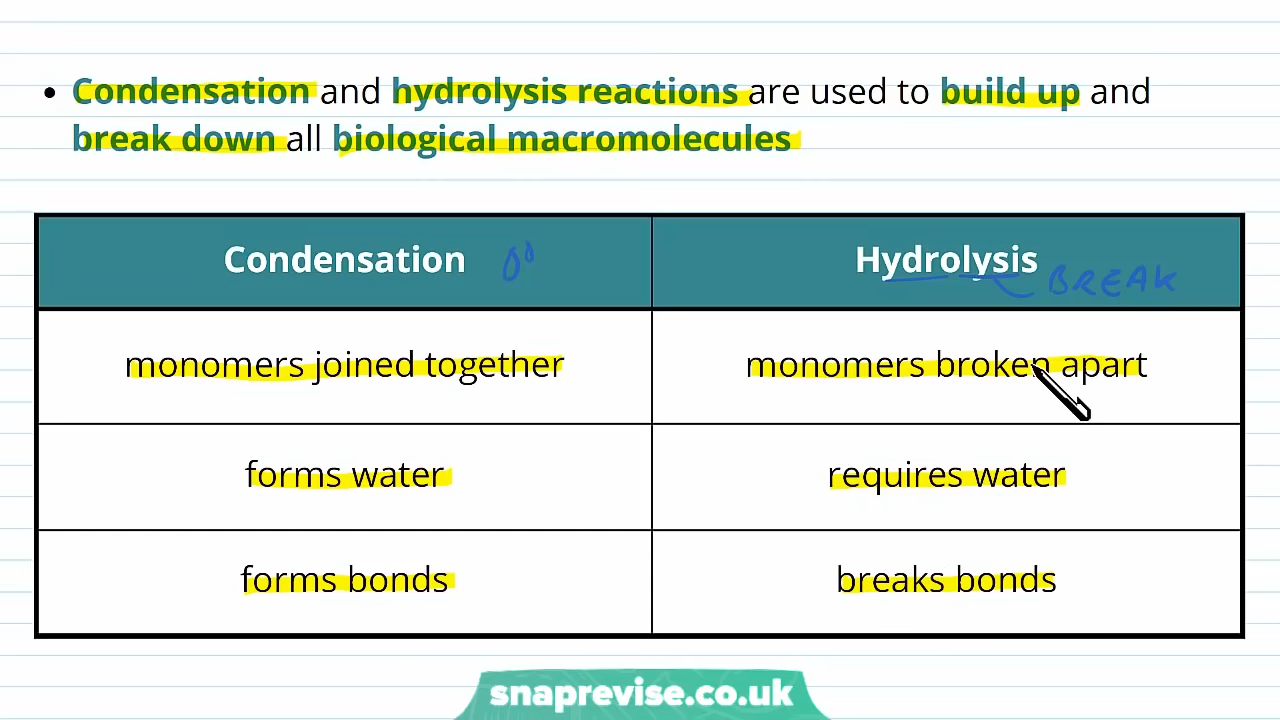 • Condensation and hydrolysis reactions are used to build up and
break down all biological macromolecules
Condensation
Hydrolysis
BREAK
monomers joined together
monomers broken apart
forms water
requires water
forms bonds
breaks bonds
snaprevise.co.uk